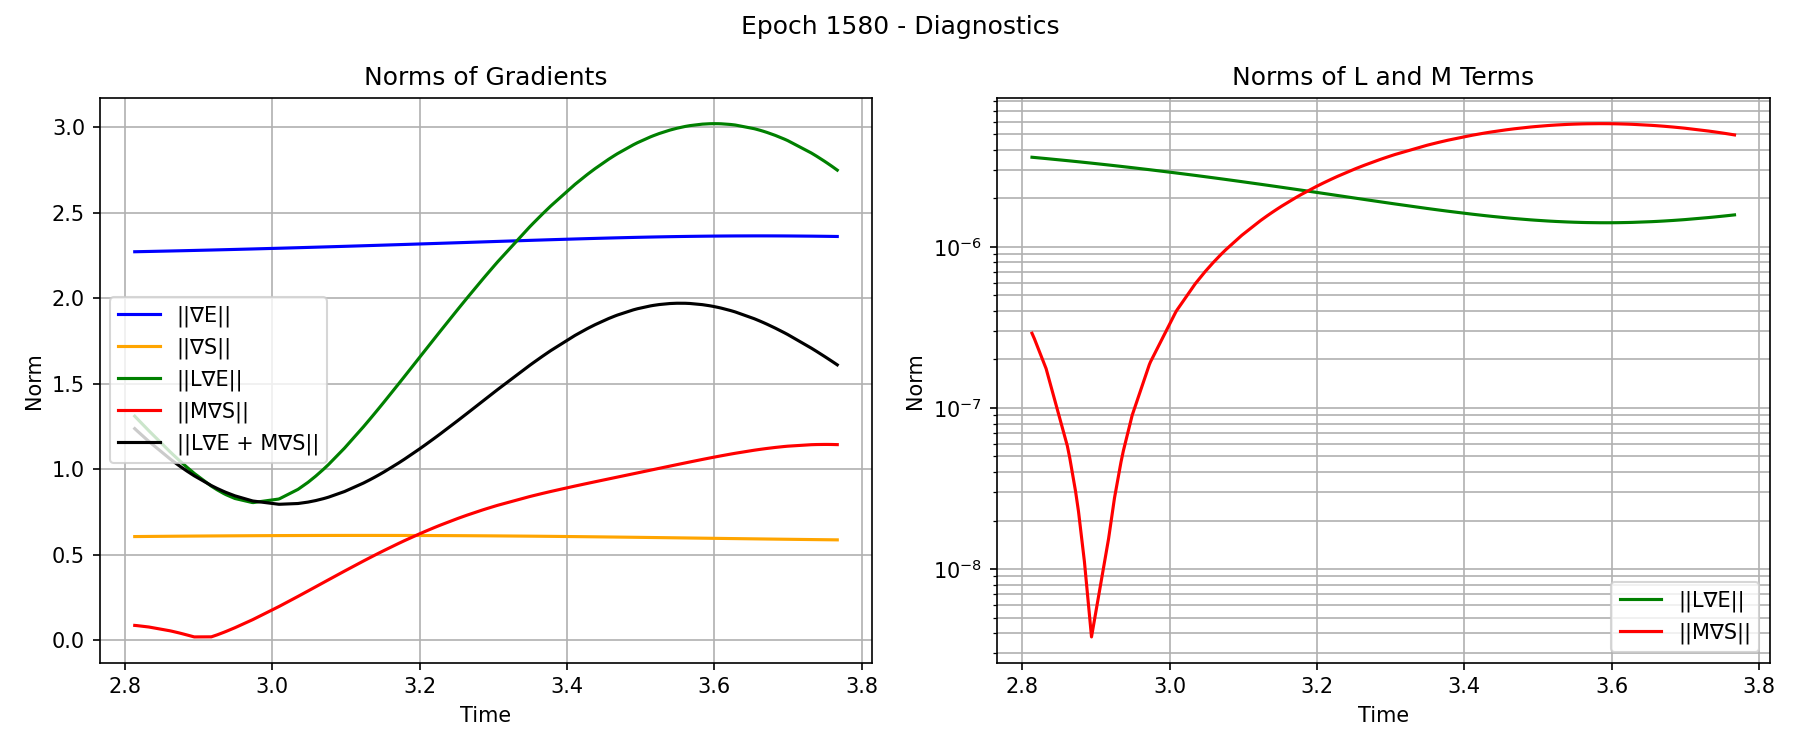 Epoch 1580 - Diagnostics
Norms of Gradients
Norm
3.0
2.5
2.0
1.5
1.0
0.5
0.0
||∇E||
||∇S||
||L∇E||
||M∇S||
||L∇E + M∇S||
2.8 3.0 3.2 3.4 3.6 3.8
Time
Norms of L and M Terms
Norm
10⁻⁶
10⁻⁷
10⁻⁸
||L∇E||
||M∇S||
2.8 3.0 3.2 3.4 3.6 3.8
Time